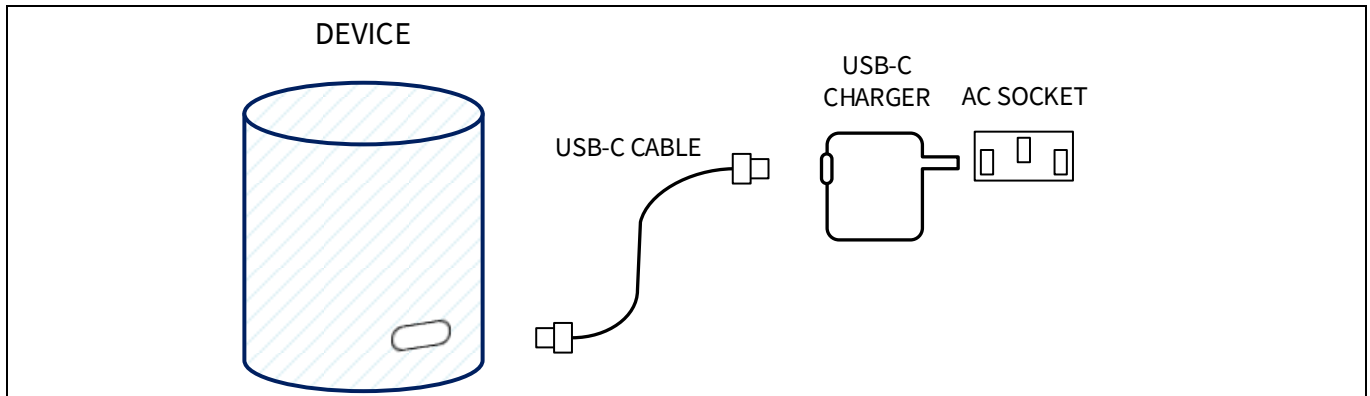 DEVICE
USB-C CABLE
USB-C
CHARGER
AC SOCKET